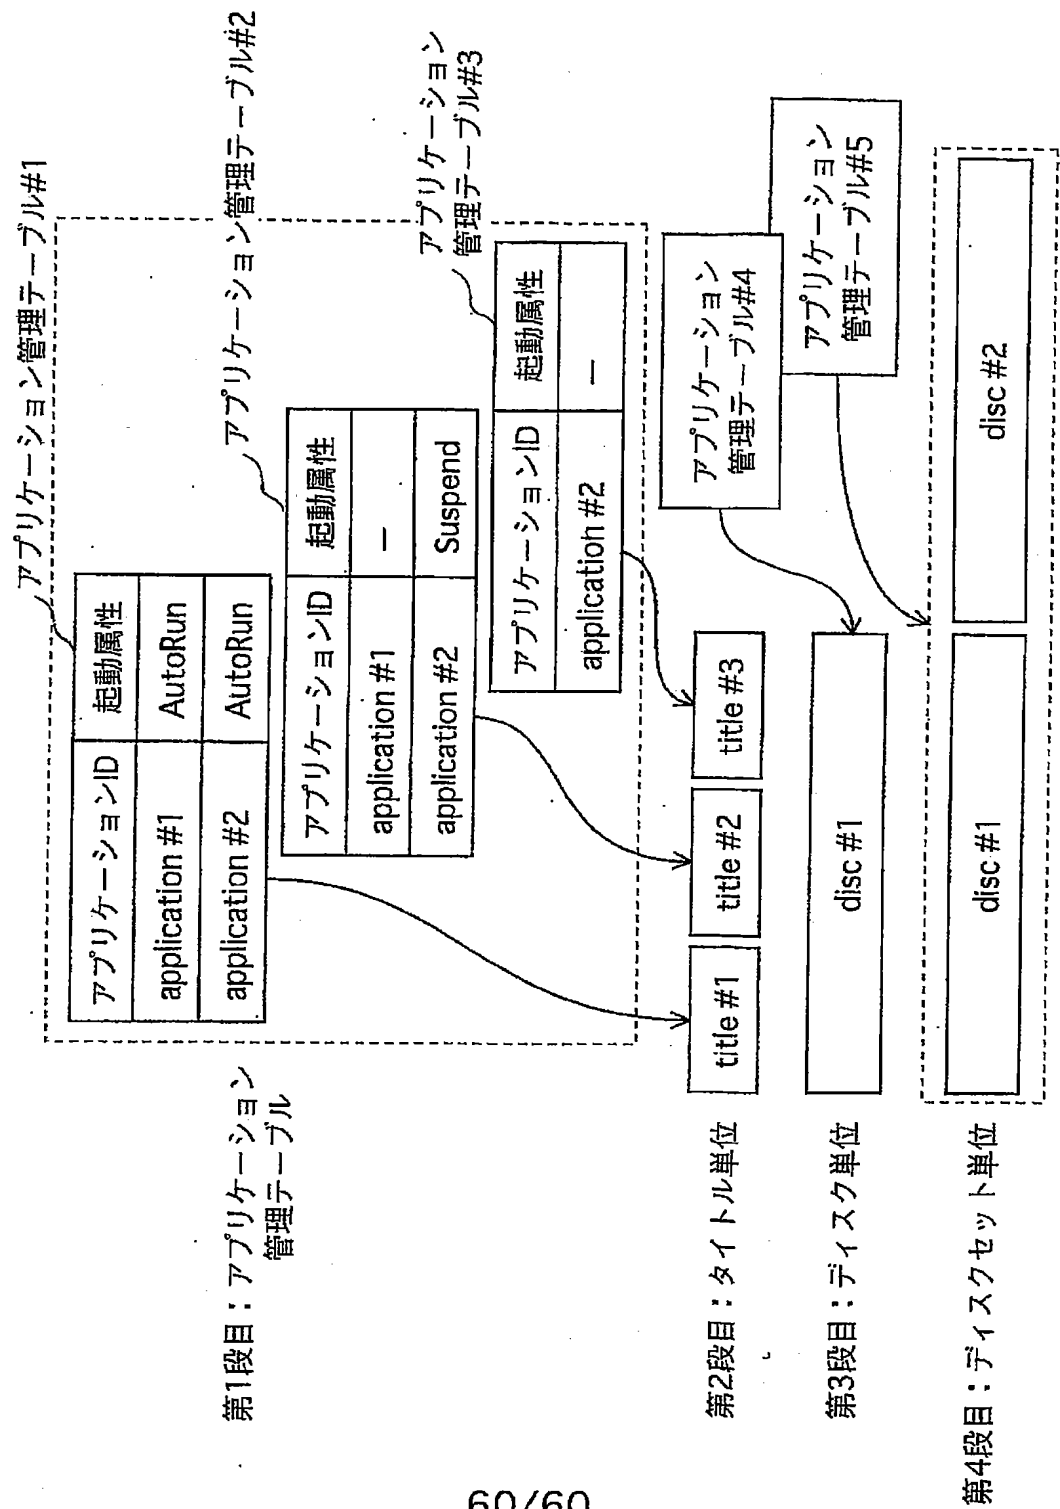 第1段目：アプリケーション
管理テーブル
アプリケーション管理テーブル#1
アプリケーションID 起動属性
application #1 AutoRun
application #2 AutoRun
アプリケーション管理テーブル#2
アプリケーションID 起動属性
application #1 —
application #2 Suspend
アプリケーション
管理テーブル#3
アプリケーションID 起動属性
application #2 —
第2段目：タイトル単位
title #1 title #2 title #3
アプリケーション
管理テーブル#4
第3段目：ディスク単位
disc #1
アプリケーション
管理テーブル#5
第4段目：ディスクセット単位
disc #1 disc #2
60/60